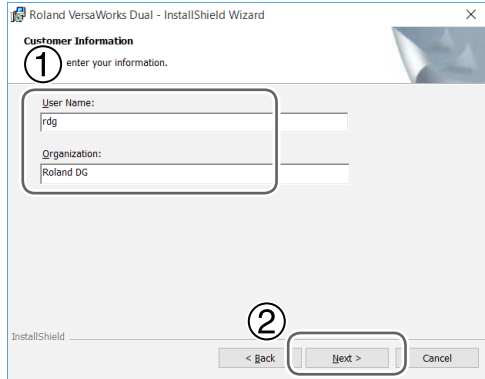 Roland VersaWorks Dual - InstallShield Wizard
Customer Information
① enter your information.
User Name:
rdg
Organization:
Roland DG
②
InstallShield
< Back Next > Cancel